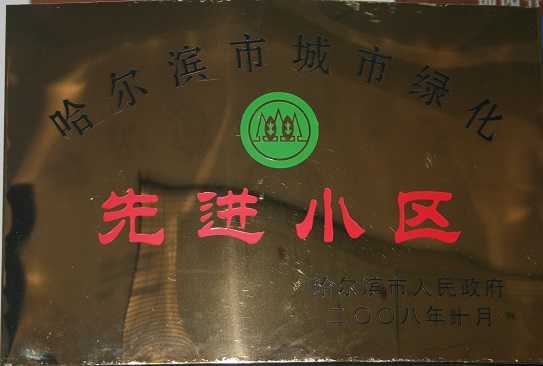 哈尔滨市城市绿化
先进小区
哈尔滨市人民政府
二〇〇八年十月